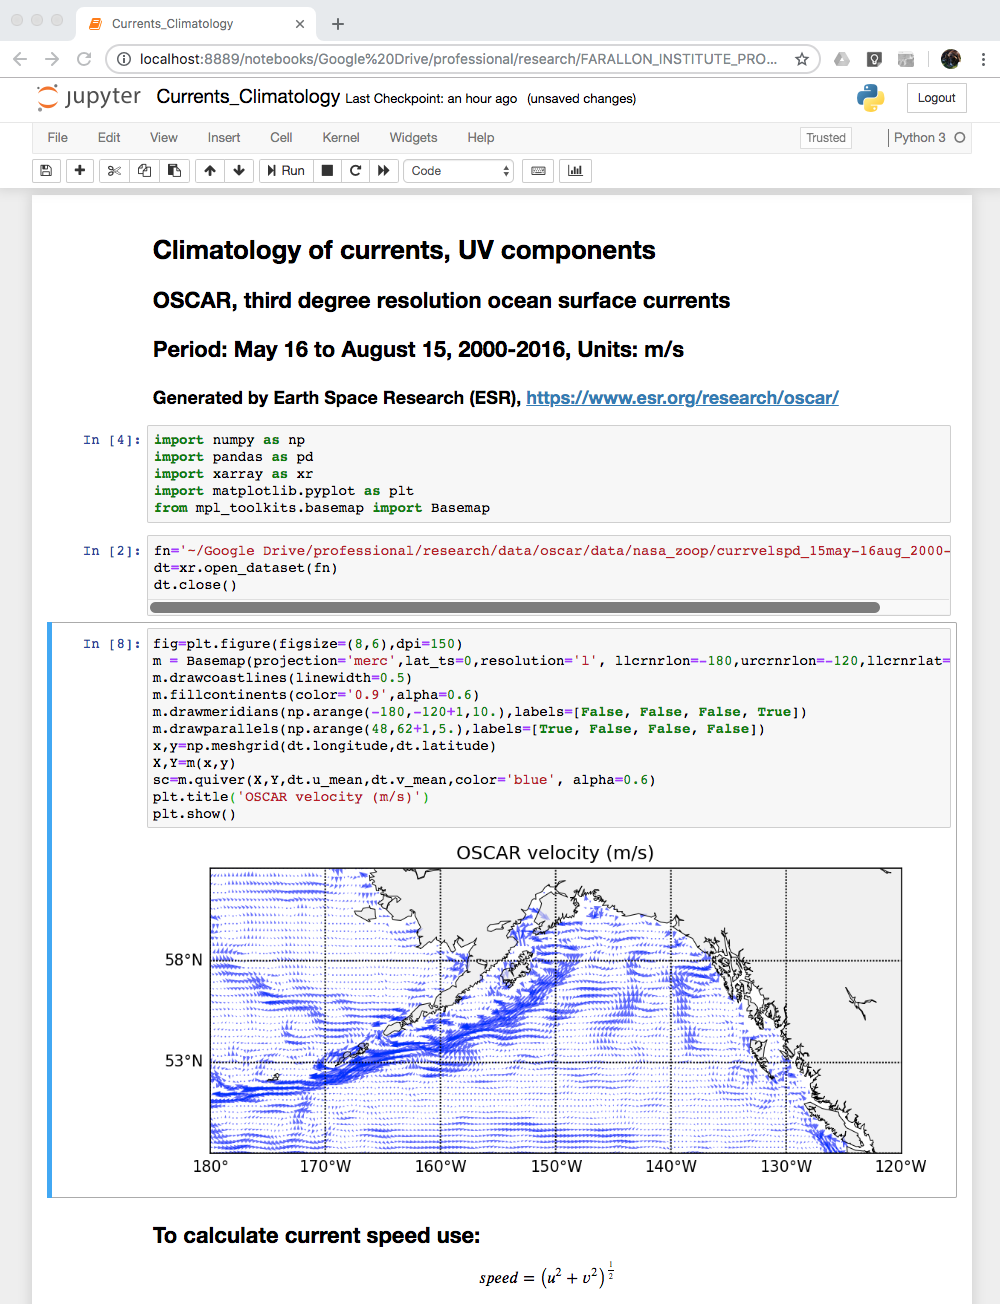 Currents_Climatology
localhost:8889/notebooks/Google%20Drive/professional/research/FARALLON_INSTITUTE_PRO...
jupyter Currents_Climatology Last Checkpoint: an hour ago (unsaved changes) Logout
File Edit View Insert Cell Kernel Widgets Help Trusted Python 3
Run Code
Climatology of currents, UV components
OSCAR, third degree resolution ocean surface currents
Period: May 16 to August 15, 2000-2016, Units: m/s
Generated by Earth Space Research (ESR), https://www.esr.org/research/oscar/
In [4]: import numpy as np
import pandas as pd
import xarray as xr
import matplotlib.pyplot as plt
from mpl_toolkits.basemap import Basemap
In [2]: fn='~/Google Drive/professional/research/data/oscar/data/nasa_zoop/currvelspd_15may-16aug_2000-
dt=xr.open_dataset(fn)
dt.close()
In [8]: fig=plt.figure(figsize=(8,6),dpi=150)
m = Basemap(projection='merc',lat_ts=0,resolution='l', llcrnrlon=-180,urcrnrlon=-120,llcrnrlat=
m.drawcoastlines(linewidth=0.5)
m.fillcontinents(color='0.9',alpha=0.6)
m.drawmeridians(np.arange(-180,-120+1,10.),labels=[False, False, False, True])
m.drawparallels(np.arange(48,62+1,5.),labels=[True, False, False, False])
x,y=np.meshgrid(dt.longitude,dt.latitude)
X,Y=m(x,y)
sc=m.quiver(X,Y,dt.u_mean,dt.v_mean,color='blue', alpha=0.6)
plt.title('OSCAR velocity (m/s)')
plt.show()
OSCAR velocity (m/s)
58°N
53°N
180° 170°W 160°W 150°W 140°W 130°W 120°W
To calculate current speed use:
speed = (u² + v²)^½